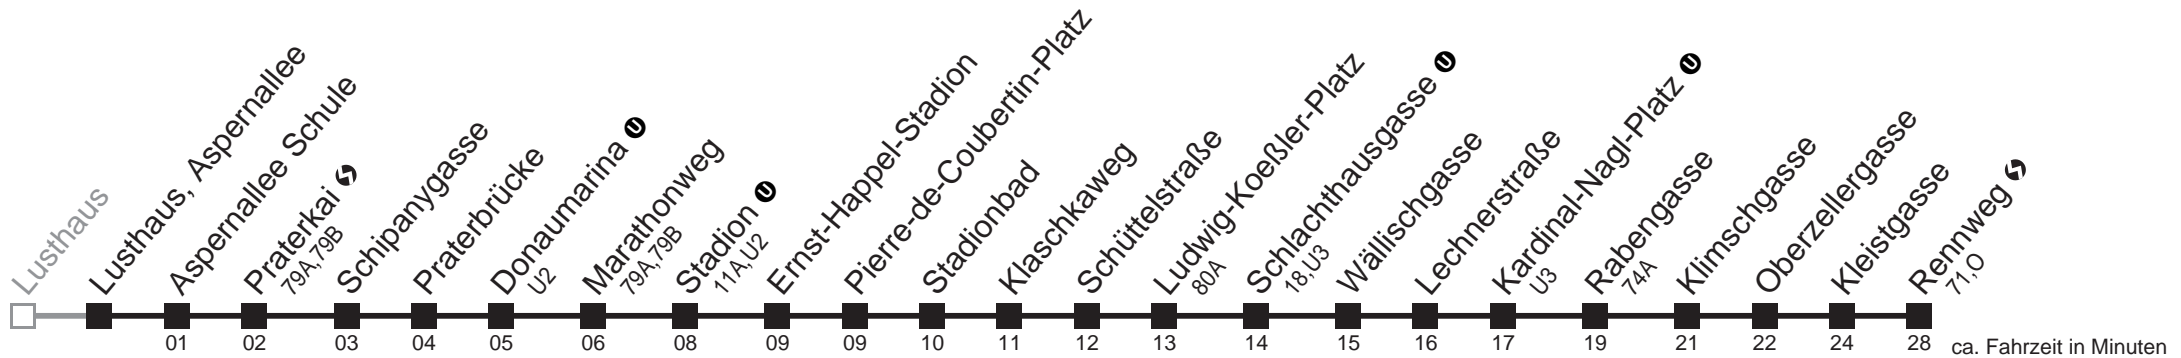 Lusthaus
Lusthaus, Aspernallee
Aspernallee Schule
Praterkai
79A,79B
Schipanygasse
Praterbrücke
Donaumarina U
U2
Marathonweg
79A,79B
Stadion U
11A,U2
Ernst-Happel-Stadion
Pierre-de-Coubertin-Platz
Stadionbad
Klaschkaweg
Schüttelstraße
Ludwig-Koeßler-Platz
80A
Schlachthausgasse U
18,U3
Wällischgasse
Lechnerstraße
Kardinal-Nagl-Platz U
U3
Rabengasse
74A
Klimschgasse
Oberzellergasse
Kleistgasse
Rennweg
71,O
01 02 03 04 05 06 08 09 09 10 11 12 13 14 15 16 17 19 21 22 24 28 ca. Fahrzeit in Minuten